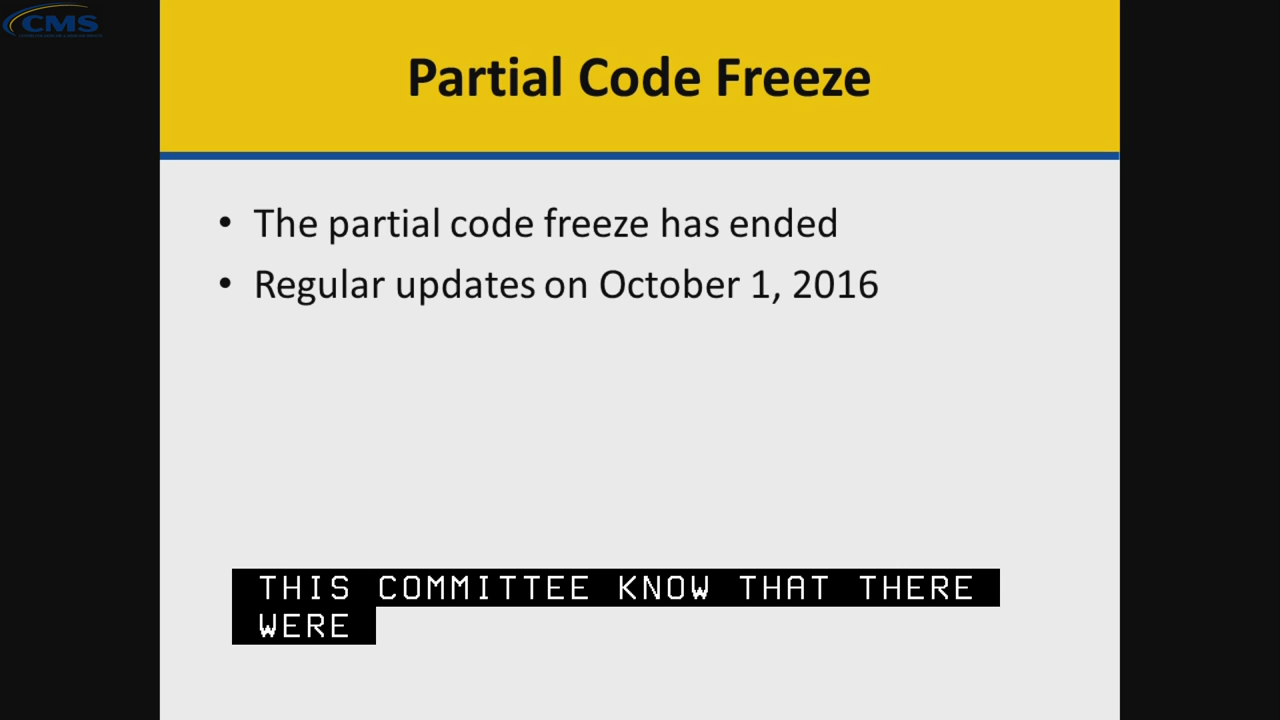 CMS
Partial Code Freeze
• The partial code freeze has ended
• Regular updates on October 1, 2016
THIS COMMITTEE KNOW THAT THERE
WERE